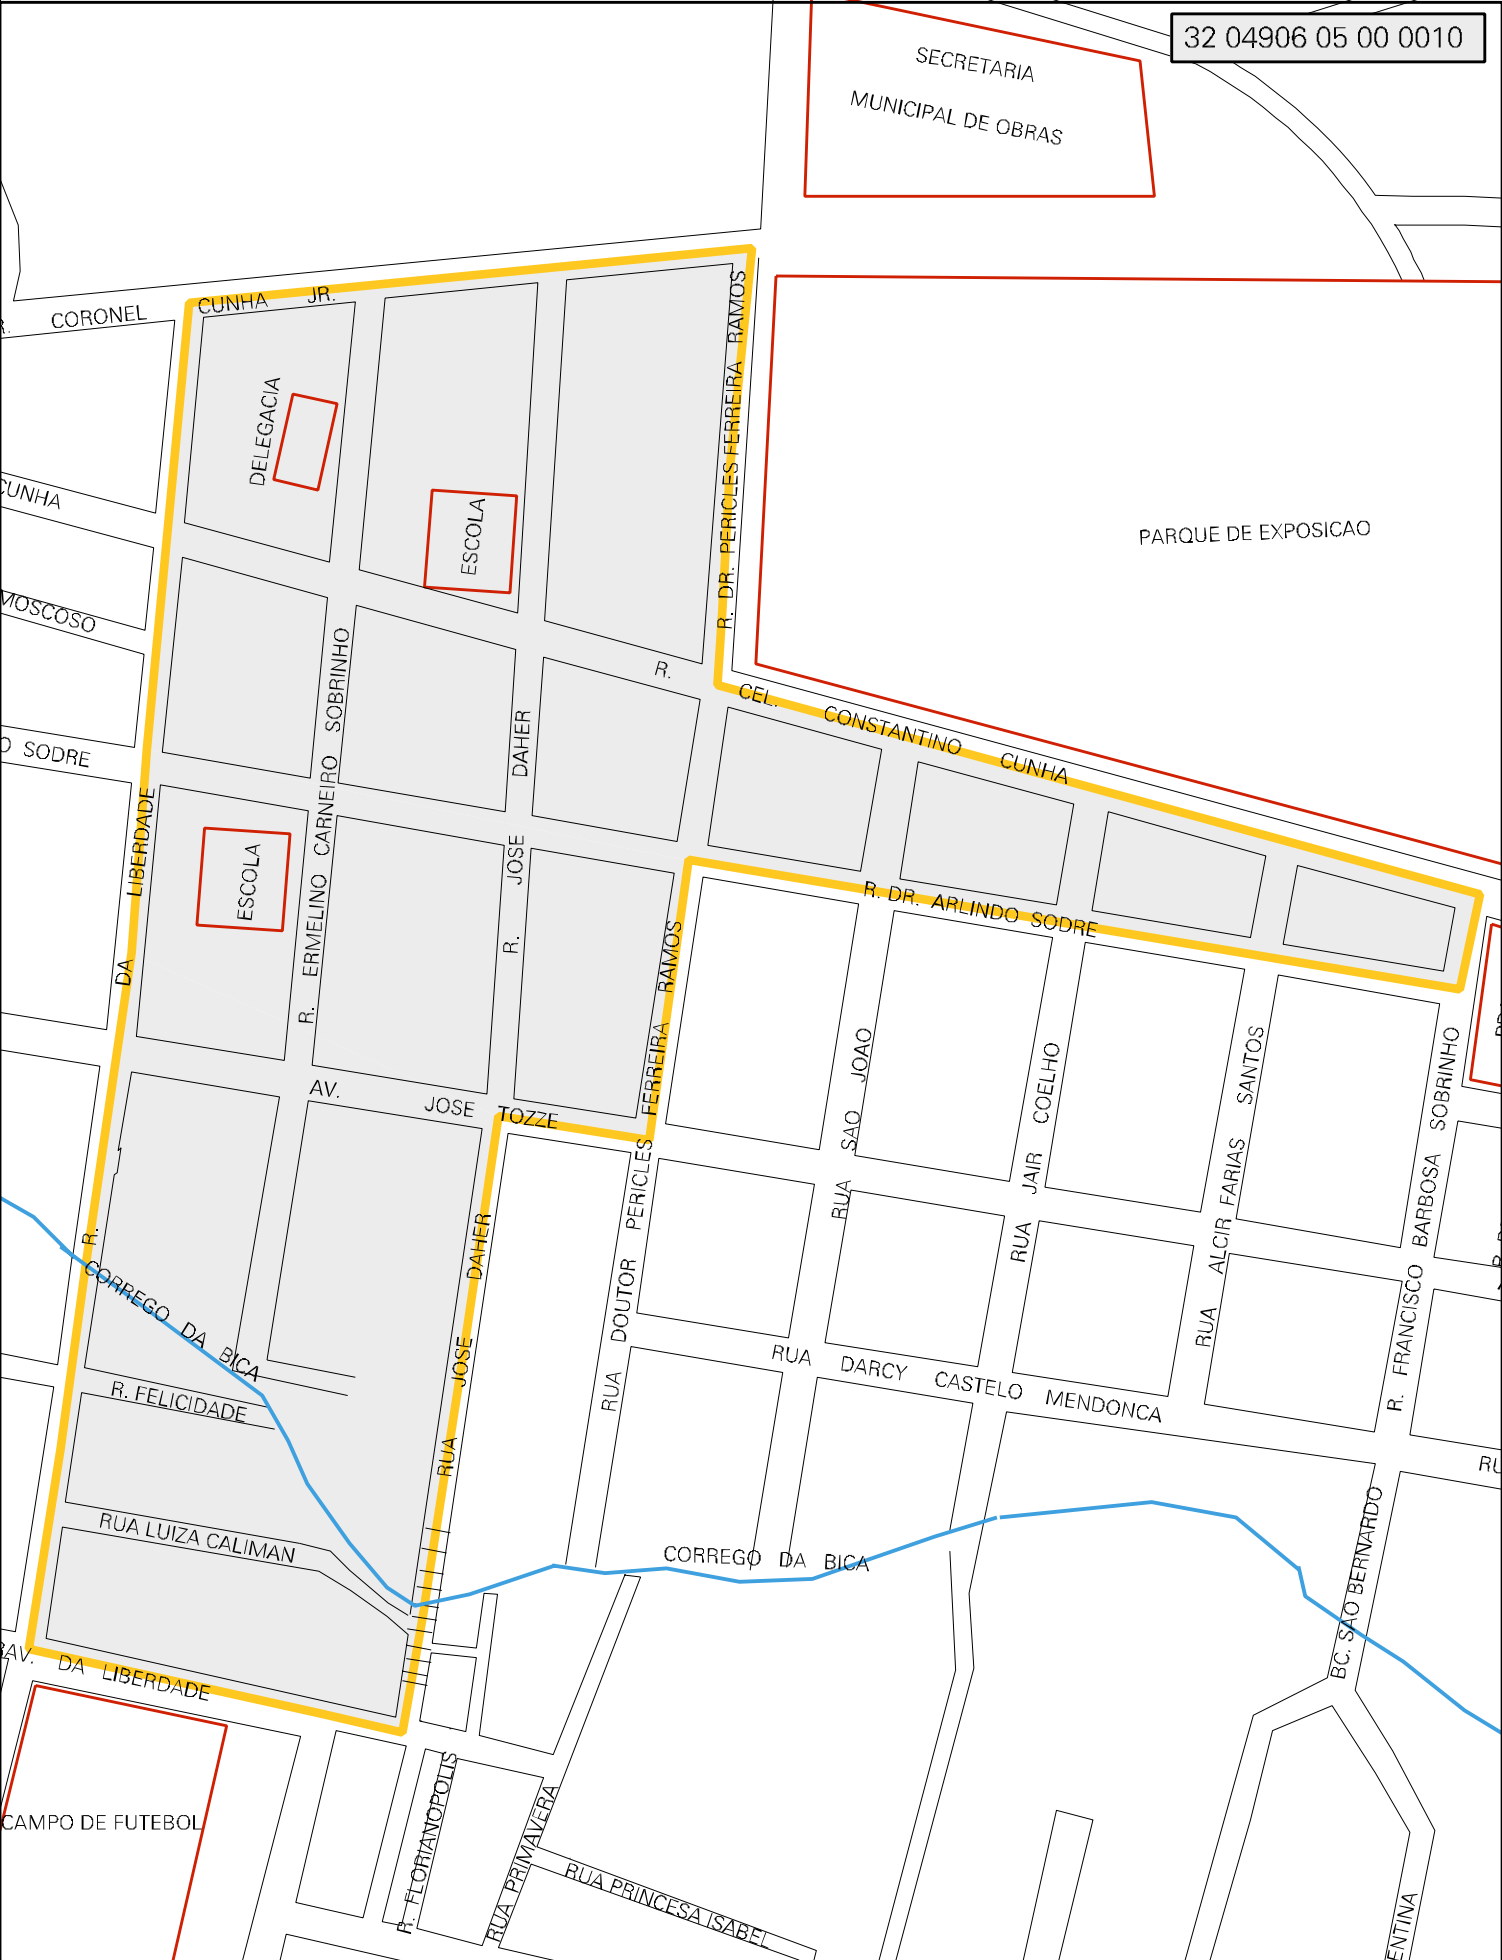 32 04906 05 00 0010
SECRETARIA
MUNICIPAL DE OBRAS
R. CORONEL CUNHA JR.
DELEGACIA
ESCOLA
R. DR. PERICLES FERREIRA RAMOS
PARQUE DE EXPOSICAO
CUNHA
MOSCOSO
O SODRE
R. CEL. CONSTANTINO CUNHA
R. ERMELINO CARNEIRO SOBRINHO
R. JOSE DAHER
R. DA LIBERDADE
ESCOLA
R. DR. ARLINDO SODRE
AV. JOSE TOZZE
RUA DOUTOR PERICLES FERREIRA RAMOS
RUA SAO JOAO
RUA JAIR COELHO
RUA ALCIR FARIAS SANTOS
R. FRANCISCO BARBOSA SOBRINHO
CORREGO DA BICA
R. FELICIDADE
RUA JOSE DAHER
RUA DARCY CASTELO MENDONCA
RU
RUA LUIZA CALIMAN
CORREGO DA BICA
BC. SAO BERNARDO
AV. DA LIBERDADE
CAMPO DE FUTEBOL
R. FLORIANOPOLIS
RUA PRIMAVERA
RUA PRINCESA ISABEL
ENTINA